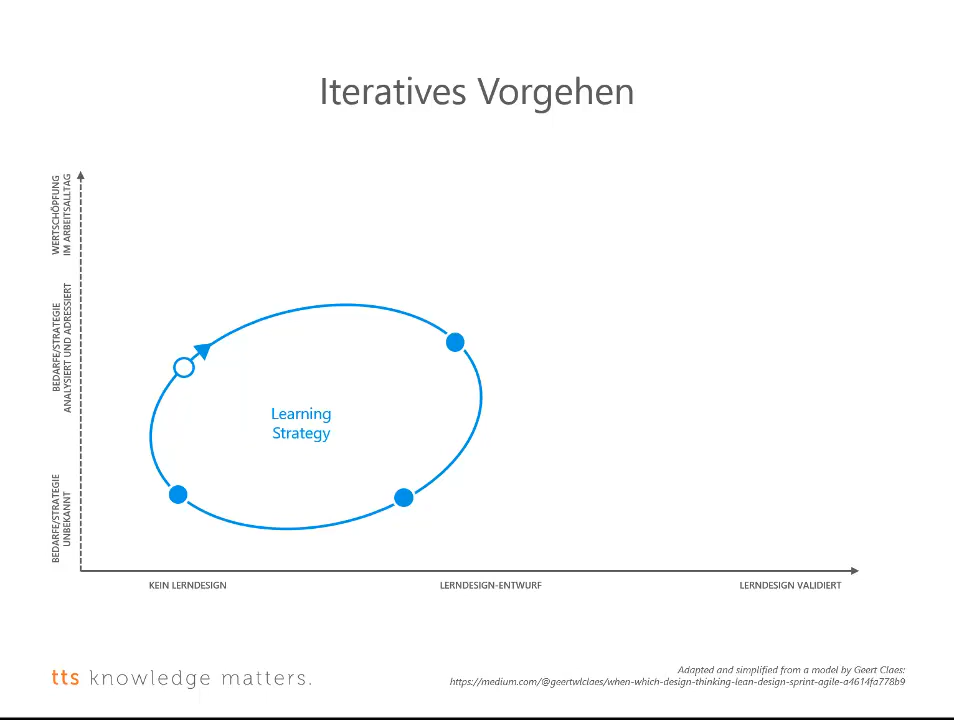 Iteratives Vorgehen
WERTSCHÖPFUNG
IM ARBEITSALLTAG
BEDARFE/STRATEGIE
ANALYSIERT UND ADRESSIERT
BEDARFE/STRATEGIE
UNBEKANNT
Learning
Strategy
KEIN LERNDESIGN
LERNDESIGN-ENTWURF
LERNDESIGN VALIDIERT
tts knowledge matters.
Adapted and simplified from a model by Geert Claes:
https://medium.com/@geertwlclaes/when-which-design-thinking-lean-design-sprint-agile-a4614fa778b9